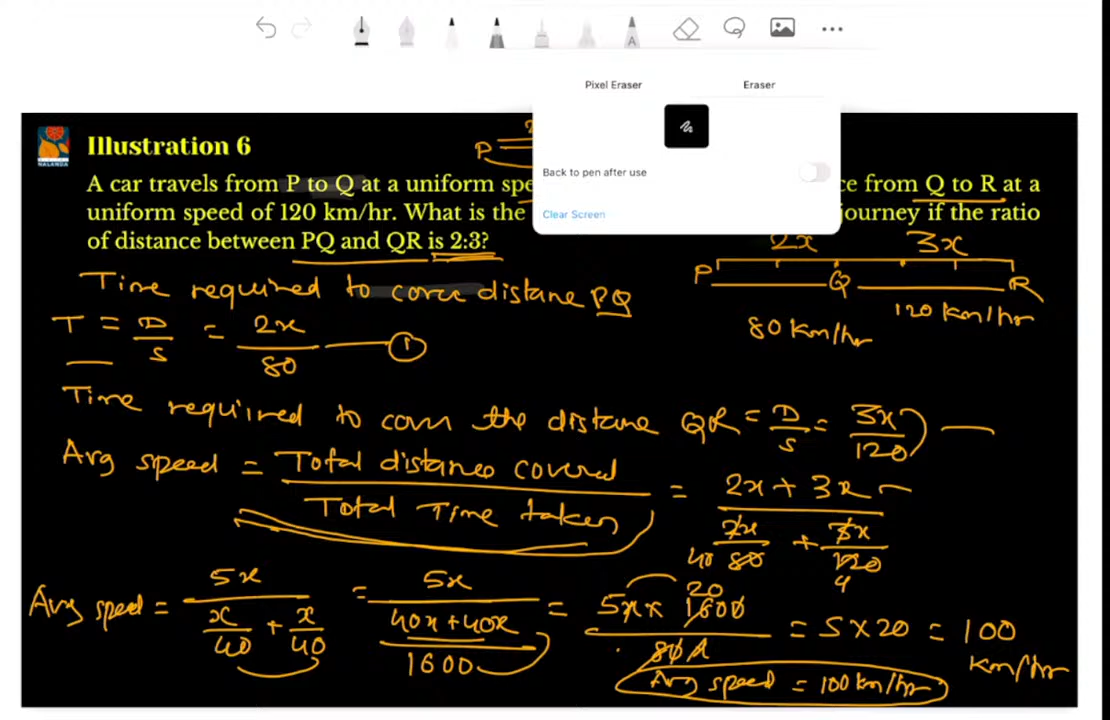 Pixel Eraser Eraser
Back to pen after use
Clear Screen
NALANDA
Illustration 6
P
A car travels from P to Q at a uniform spe ce from Q to R at a
uniform speed of 120 km/hr. What is the journey if the ratio
of distance between PQ and QR is 2:3?
2x 3x
P Q R
80 km/hr 120 km/hr
Time required to cover distance PQ
T = D/S = 2x/80 — ①
Time required to cover the distance QR = D/S = 3x/120 —
Avg speed = Total distance covered / Total Time taken = 2x + 3x / 2x/80 + 3x/120
40 4
Avg speed = 5x / x/40 + x/40 = 5x / 40x + 40x / 1600 = 5x x 1600 / 80x = 5 x 20 = 100 km/hr
20
Avg speed = 100 km/hr